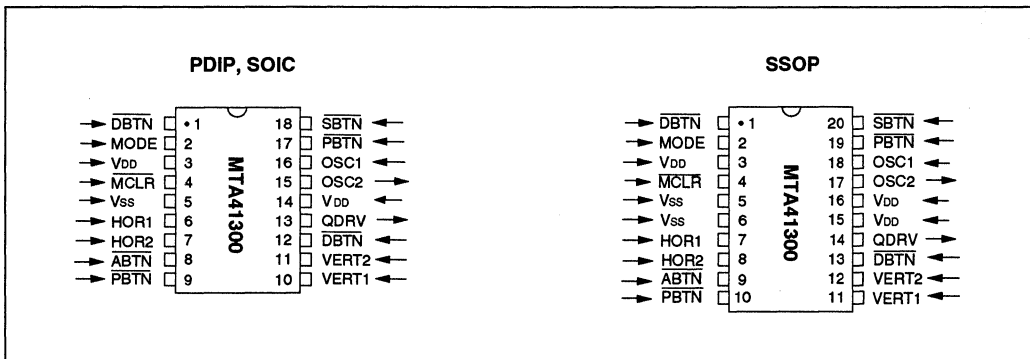 PDIP, SOIC
DBTN • 1 18 SBTN
MODE 2 17 PBTN
VDD 3 16 OSC1
MCLR 4 15 OSC2
VSS 5 14 VDD
HOR1 6 13 QDRV
HOR2 7 12 DBTN
ABTN 8 11 VERT2
PBTN 9 10 VERT1
MTA41300
SSOP
DBTN • 1 20 SBTN
MODE 2 19 PBTN
VDD 3 18 OSC1
MCLR 4 17 OSC2
VSS 5 16 VDD
VSS 6 15 VDD
HOR1 7 14 QDRV
HOR2 8 13 DBTN
ABTN 9 12 VERT2
PBTN 10 11 VERT1
MTA41300